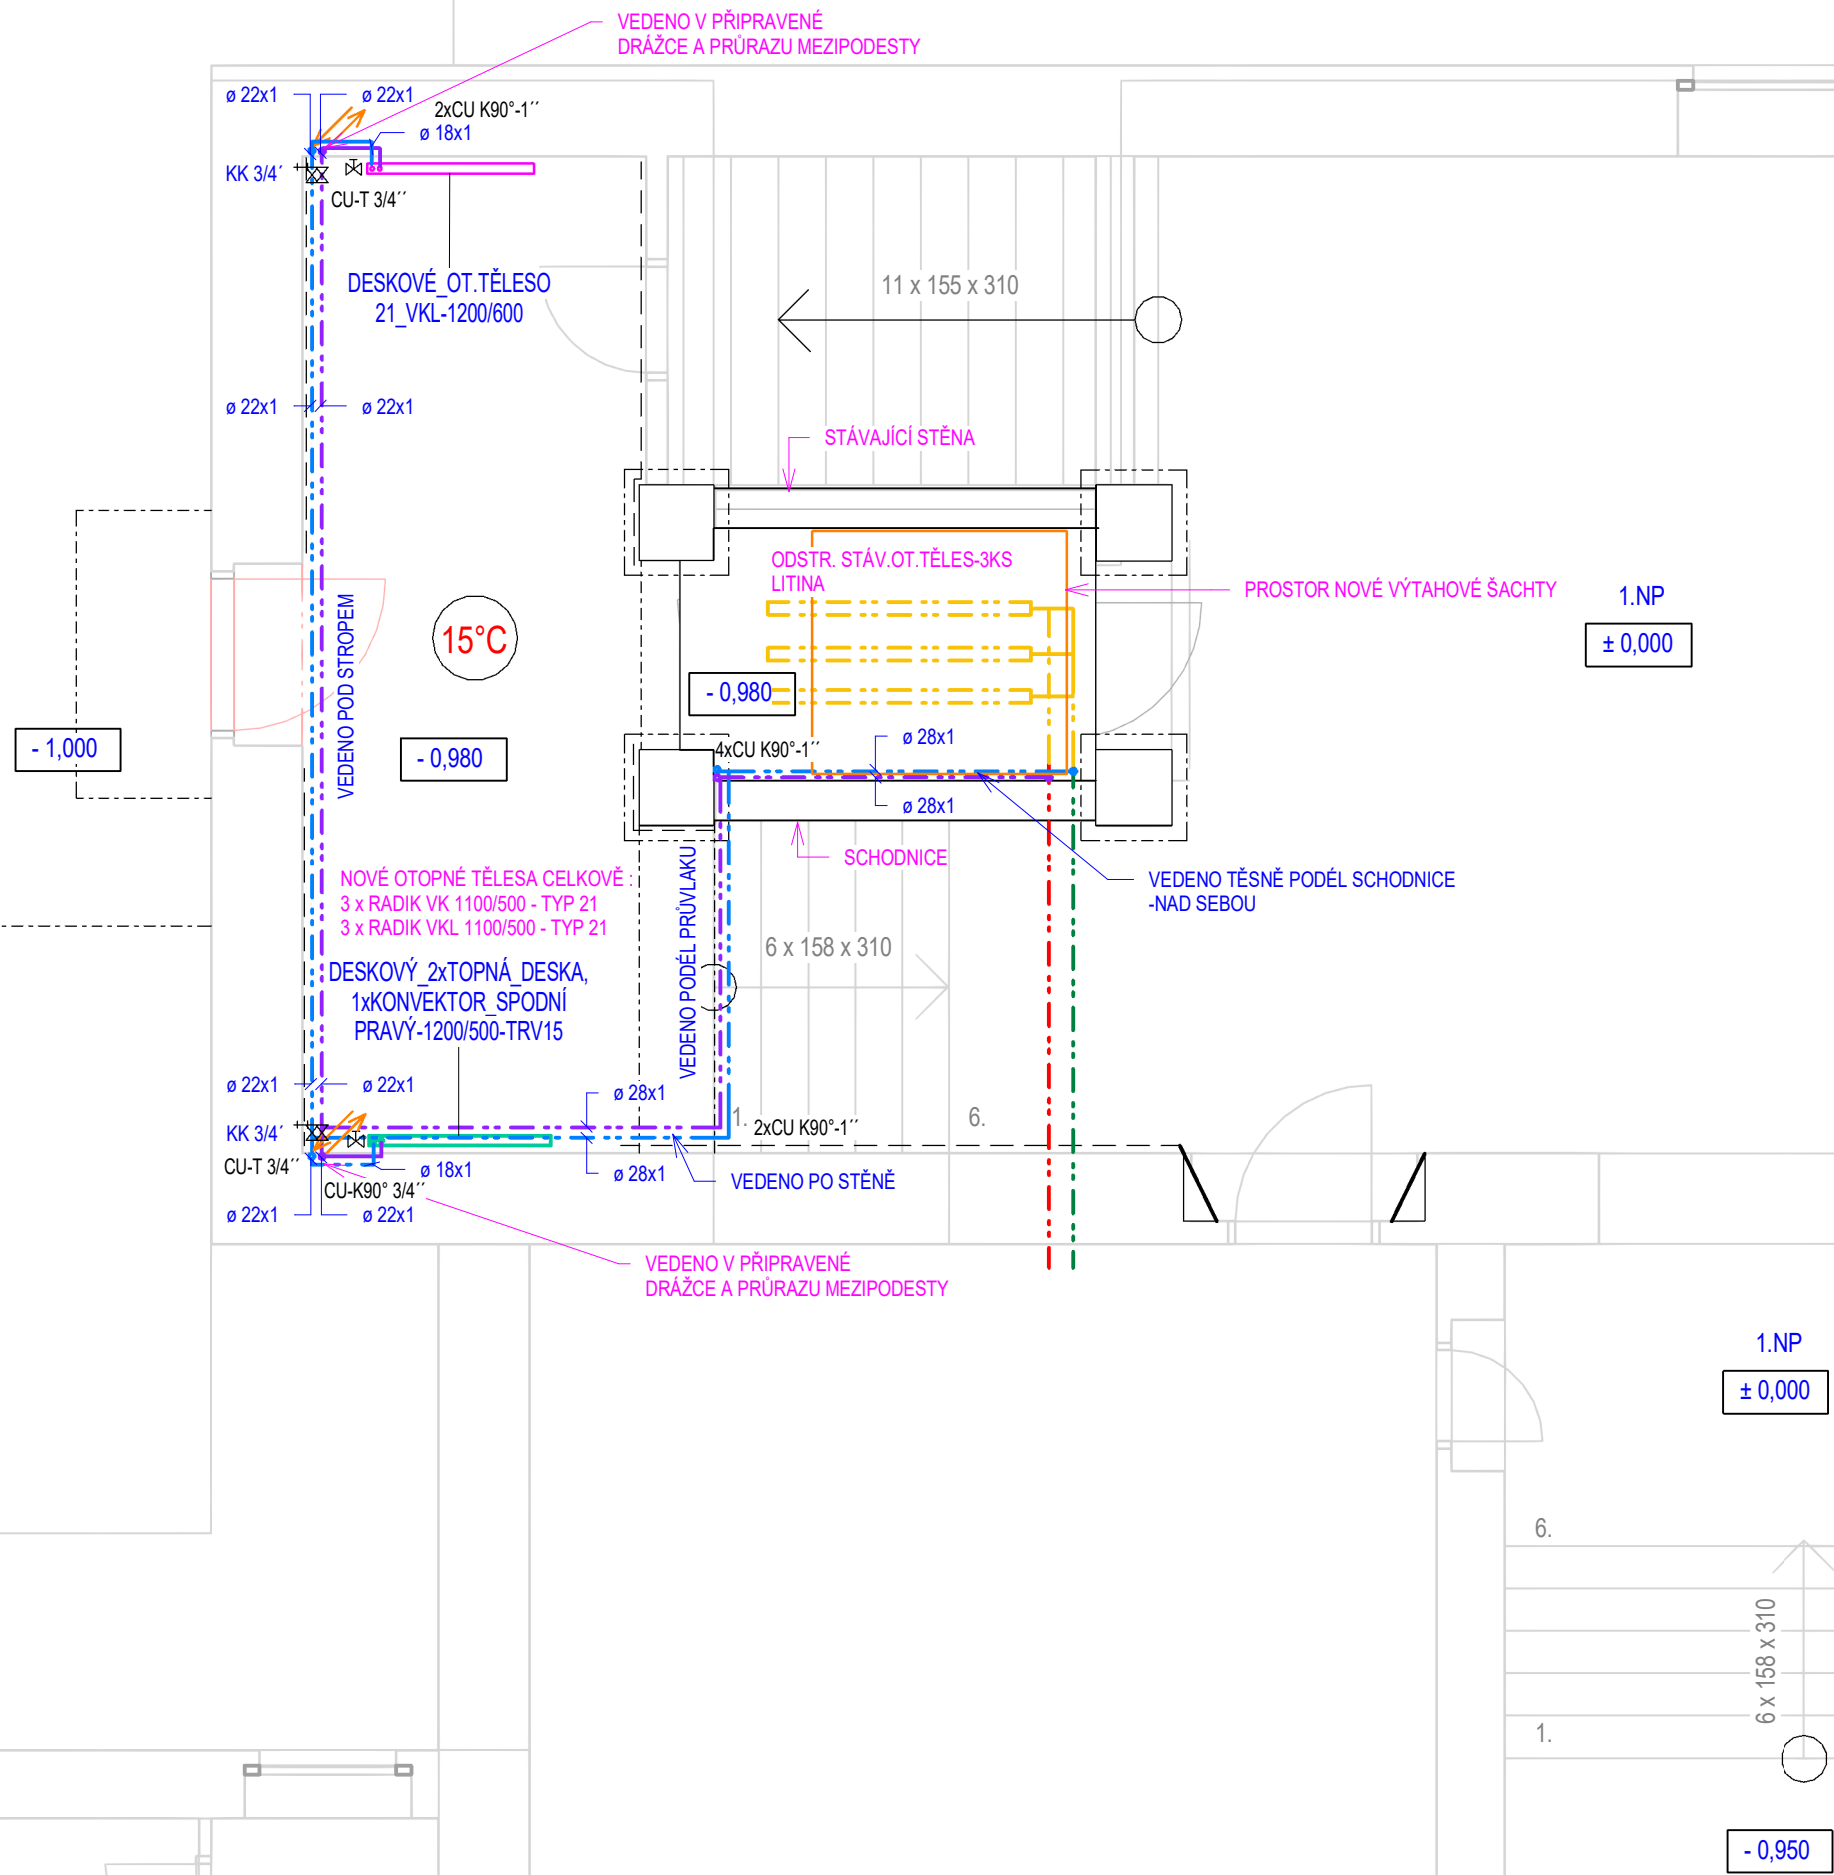 VEDENO V PŘIPRAVENÉ
DRÁŽCE A PRŮRAZU MEZIPODESTY
ø 22x1
ø 22x1
2xCU K90°-1´´
ø 18x1
KK 3/4´
CU-T 3/4´´
DESKOVÉ_OT.TĚLESO
21_VKL-1200/600
11 x 155 x 310
ø 22x1
ø 22x1
STÁVAJÍCÍ STĚNA
ODSTR. STÁV.OT.TĚLES-3KS
LITINA
PROSTOR NOVÉ VÝTAHOVÉ ŠACHTY
1.NP
± 0,000
15°C
VEDENO POD STROPEM
- 0,980
- 1,000
- 0,980
4xCU K90°-1´´
ø 28x1
ø 28x1
SCHODNICE
VEDENO TĚSNĚ PODÉL SCHODNICE
-NAD SEBOU
NOVÉ OTOPNÉ TĚLESA CELKOVĚ :
3 x RADIK VK 1100/500 - TYP 21
3 x RADIK VKL 1100/500 - TYP 21
VEDENO PODÉL PRŮVLAKU
6 x 158 x 310
DESKOVÝ_2xTOPNÁ_DESKA,
1xKONVEKTOR_SPODNÍ
PRAVÝ-1200/500-TRV15
ø 22x1
ø 22x1
ø 28x1
1.
6.
KK 3/4´
2xCU K90°-1´´
CU-T 3/4´´
ø 18x1
ø 28x1
VEDENO PO STĚNĚ
CU-K90° 3/4´´
ø 22x1
ø 22x1
VEDENO V PŘIPRAVENÉ
DRÁŽCE A PRŮRAZU MEZIPODESTY
1.NP
± 0,000
6.
6 x 158 x 310
1.
- 0,950